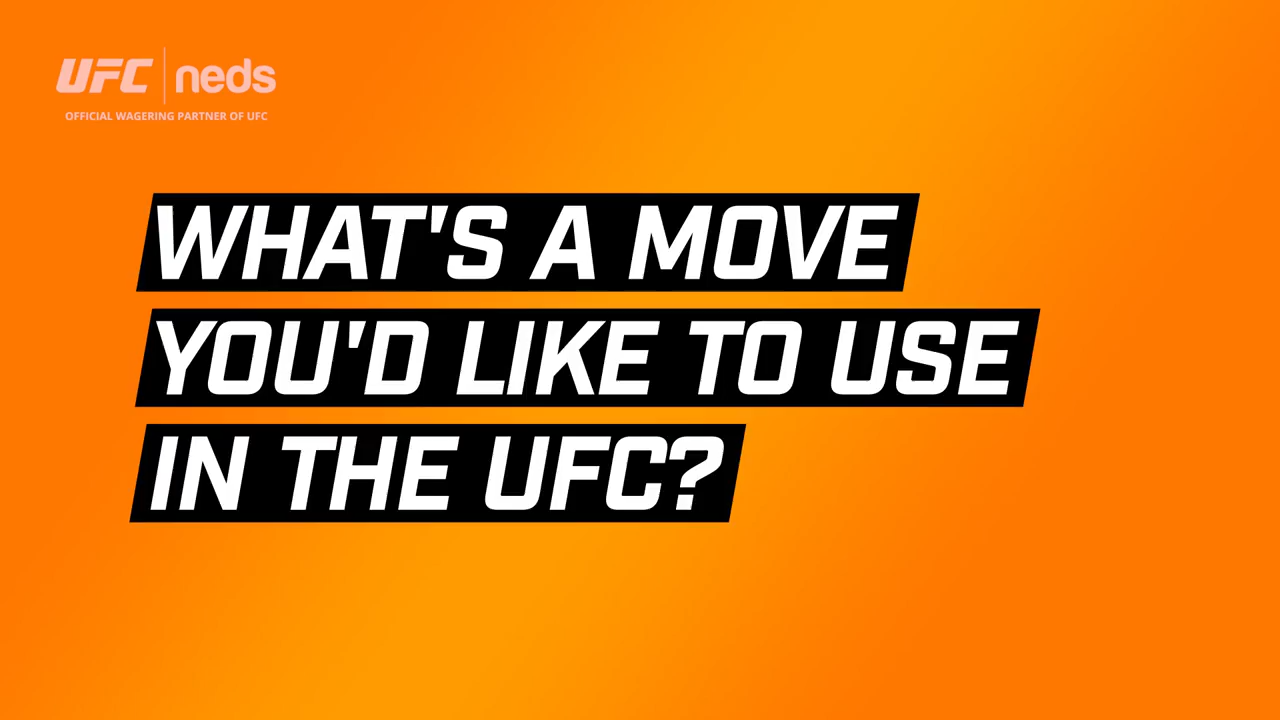 UFC | neds
OFFICIAL WAGERING PARTNER OF UFC
WHAT'S A MOVE
YOU'D LIKE TO USE
IN THE UFC?